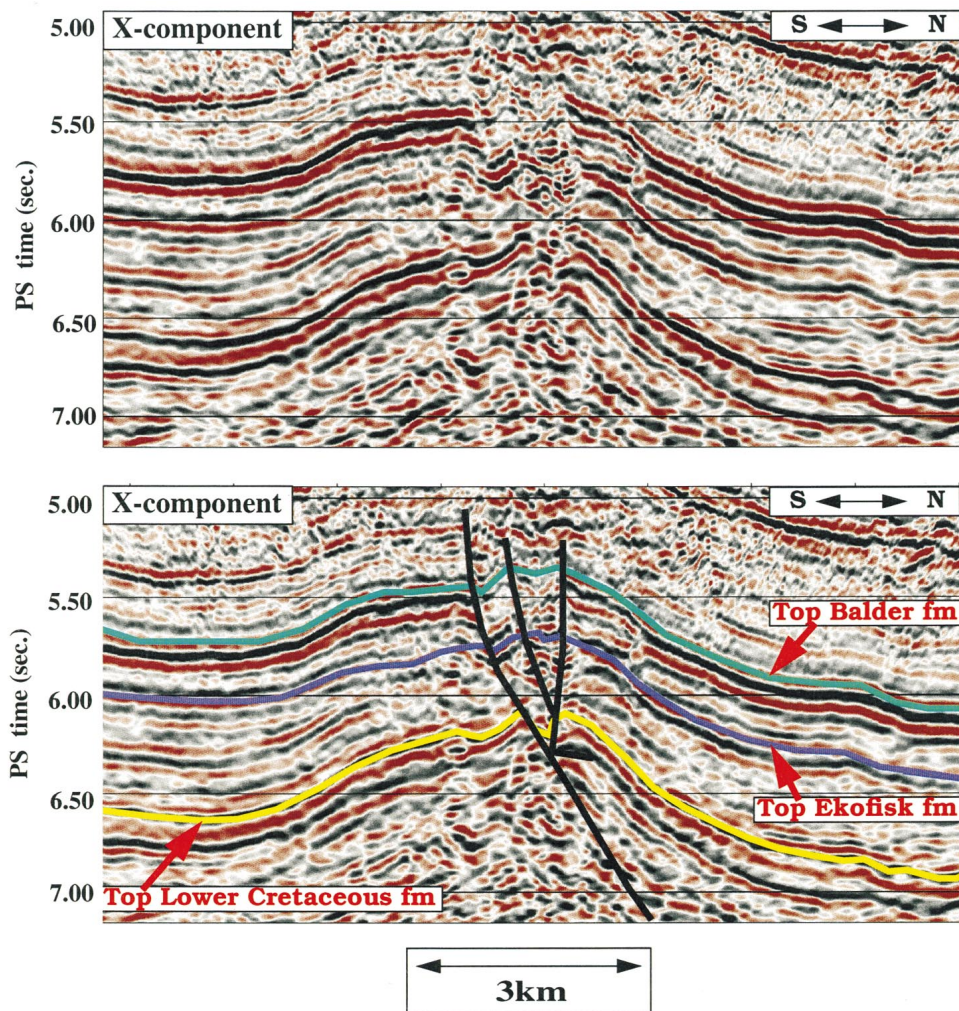 X-component
S N
5.00
5.50
6.00
6.50
7.00
PS time (sec.)
X-component
S N
5.00
5.50
6.00
6.50
7.00
PS time (sec.)
Top Balder fm
Top Ekofisk fm
Top Lower Cretaceous fm
3km